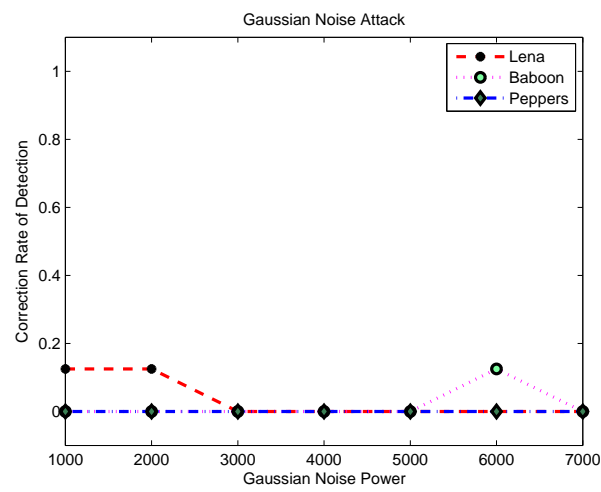 Gaussian Noise Attack
Lena
Baboon
Peppers
Correction Rate of Detection
1
0.8
0.6
0.4
0.2
0
1000 2000 3000 4000 5000 6000 7000
Gaussian Noise Power